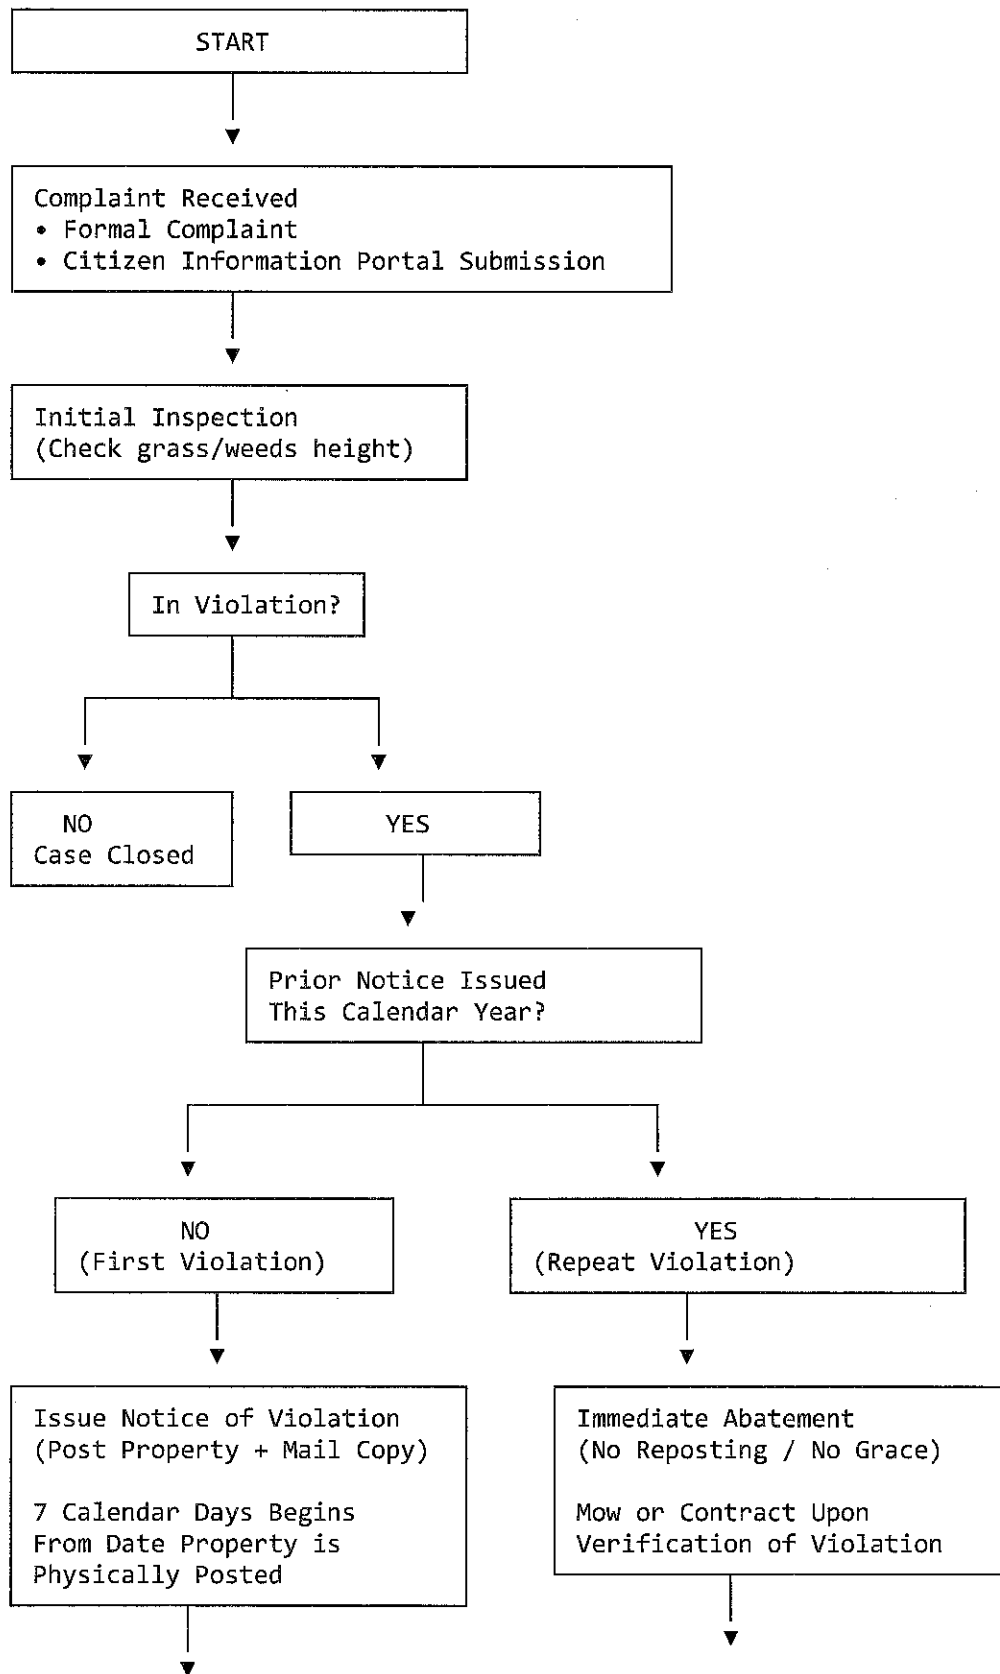 START
Complaint Received
• Formal Complaint
• Citizen Information Portal Submission
Initial Inspection
(Check grass/weeds height)
In Violation?
NO
Case Closed
YES
Prior Notice Issued
This Calendar Year?
NO
(First Violation)
YES
(Repeat Violation)
Issue Notice of Violation
(Post Property + Mail Copy)
7 Calendar Days Begins
From Date Property is
Physically Posted
Immediate Abatement
(No Reposting / No Grace)
Mow or Contract Upon
Verification of Violation